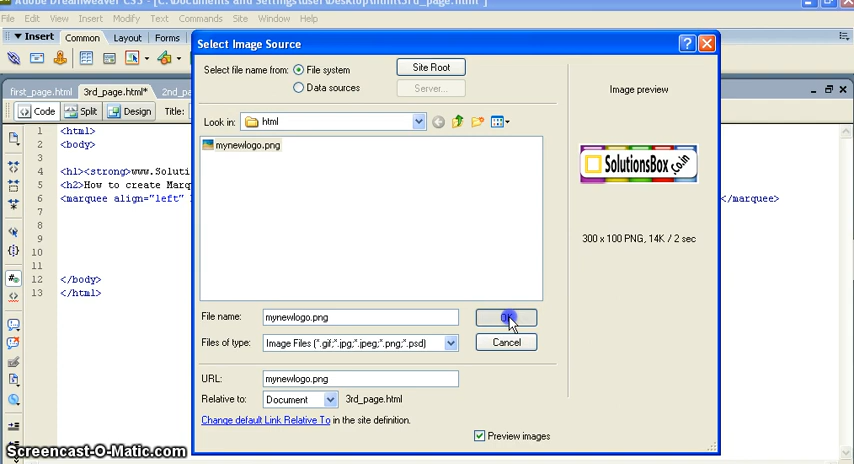 Adobe Dreamweaver CS3 - [C:\Documents and Settings\user\Desktop\html\3rd_page.html*]
Edit View Insert Modify Text Commands Site Window Help
Insert Common Layout Forms
first_page.html 3rd_page.html* 2nd_
Code Split Design Title:
1 <html>
2 <body>
3
4 <h1><strong>www.Soluti
5 <h2>How to create Marq
6 <marquee align="left" </marquee>
7
8
9
10
11
12 </body>
13 </html>
Select Image Source
Select file name from: File system Site Root
Data sources Server...
Look in: html
mynewlogo.png
File name: mynewlogo.png OK
Files of type: Image Files (*.gif;*.jpg;*.jpeg;*.png;*.psd) Cancel
URL: mynewlogo.png
Relative to: Document 3rd_page.html
Change default Link Relative To in the site definition.
Preview images
Image preview
SolutionsBox.co.in
300 x 100 PNG, 14K / 2 sec
Screencast-O-Matic.com